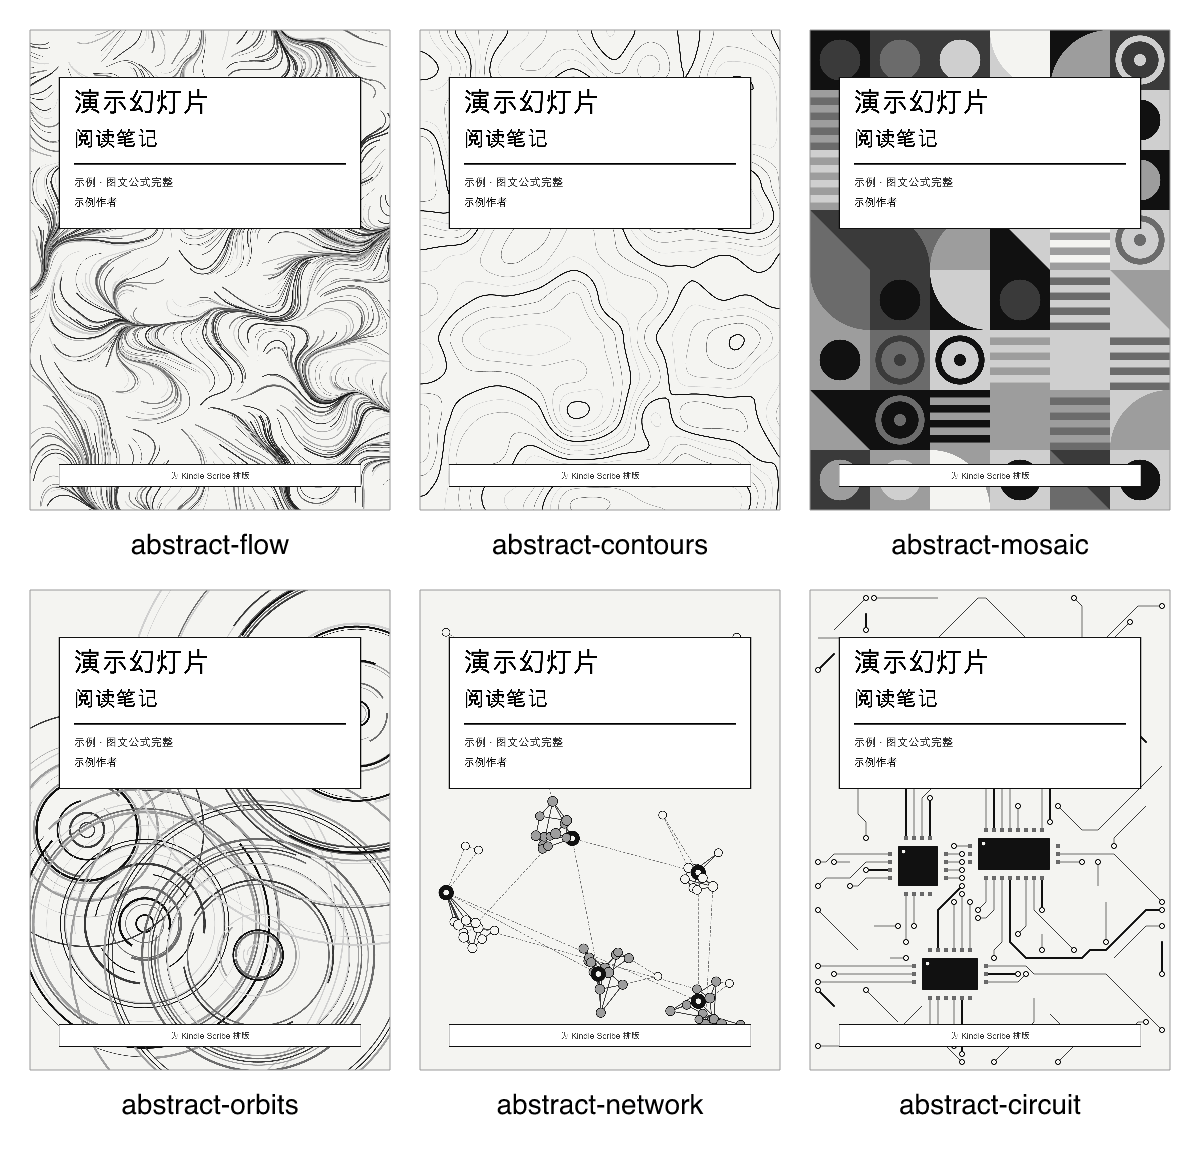 演示幻灯片
阅读笔记
示例 · 图文公式完整
示例作者
为 Kindle Scribe 排版
abstract-flow
演示幻灯片
阅读笔记
示例 · 图文公式完整
示例作者
为 Kindle Scribe 排版
abstract-contours
演示幻灯片
阅读笔记
示例 · 图文公式完整
示例作者
为 Kindle Scribe 排版
abstract-mosaic
演示幻灯片
阅读笔记
示例 · 图文公式完整
示例作者
为 Kindle Scribe 排版
abstract-orbits
演示幻灯片
阅读笔记
示例 · 图文公式完整
示例作者
为 Kindle Scribe 排版
abstract-network
演示幻灯片
阅读笔记
示例 · 图文公式完整
示例作者
为 Kindle Scribe 排版
abstract-circuit